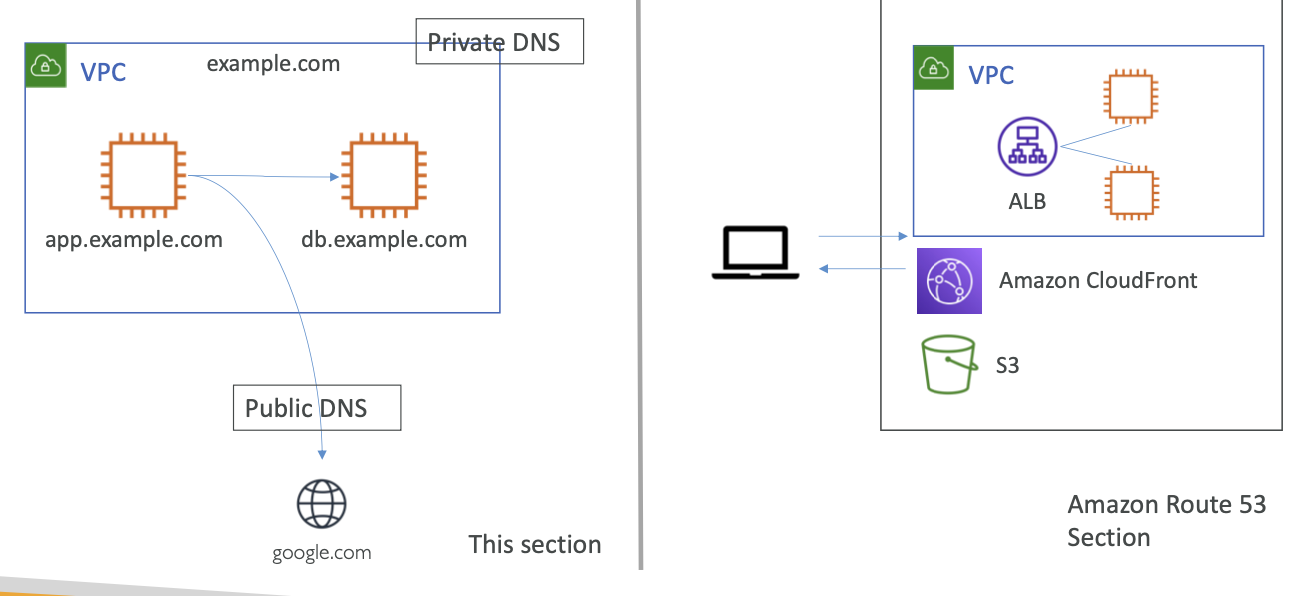 Private DNS
VPC
example.com
app.example.com
db.example.com
Public DNS
google.com
This section
VPC
ALB
Amazon CloudFront
S3
Amazon Route 53
Section